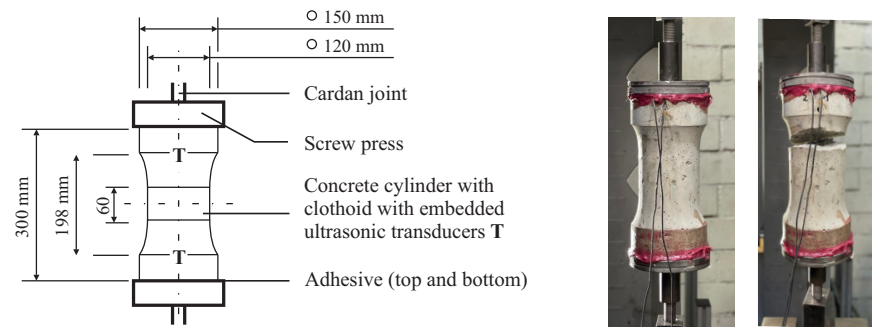 ○ 150 mm
○ 120 mm
Cardan joint
Screw press
T
300 mm
198 mm
60
Concrete cylinder with
clothoid with embedded
ultrasonic transducers T
T
Adhesive (top and bottom)